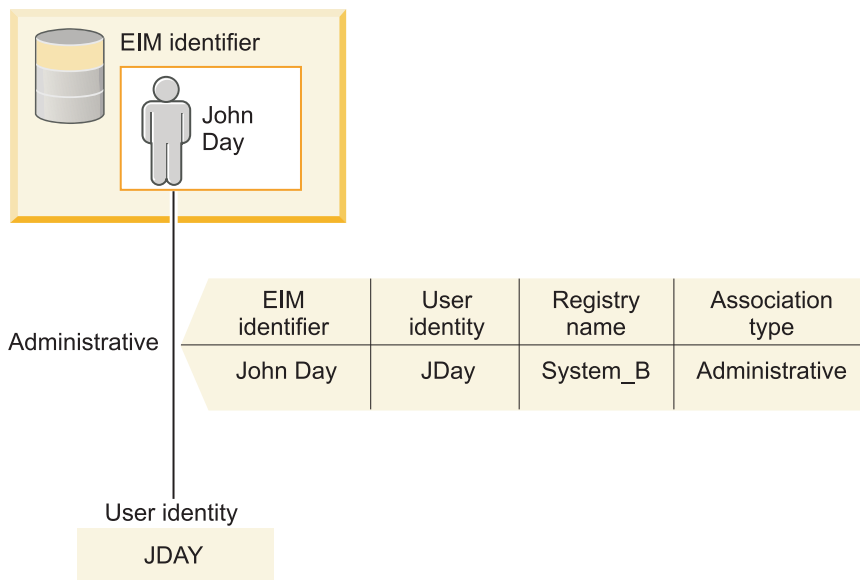 EIM identifier
John
Day
EIM
identifier
User
identity
Registry
name
Association
type
Administrative
John Day
JDay
System_B
Administrative
User identity
JDAY